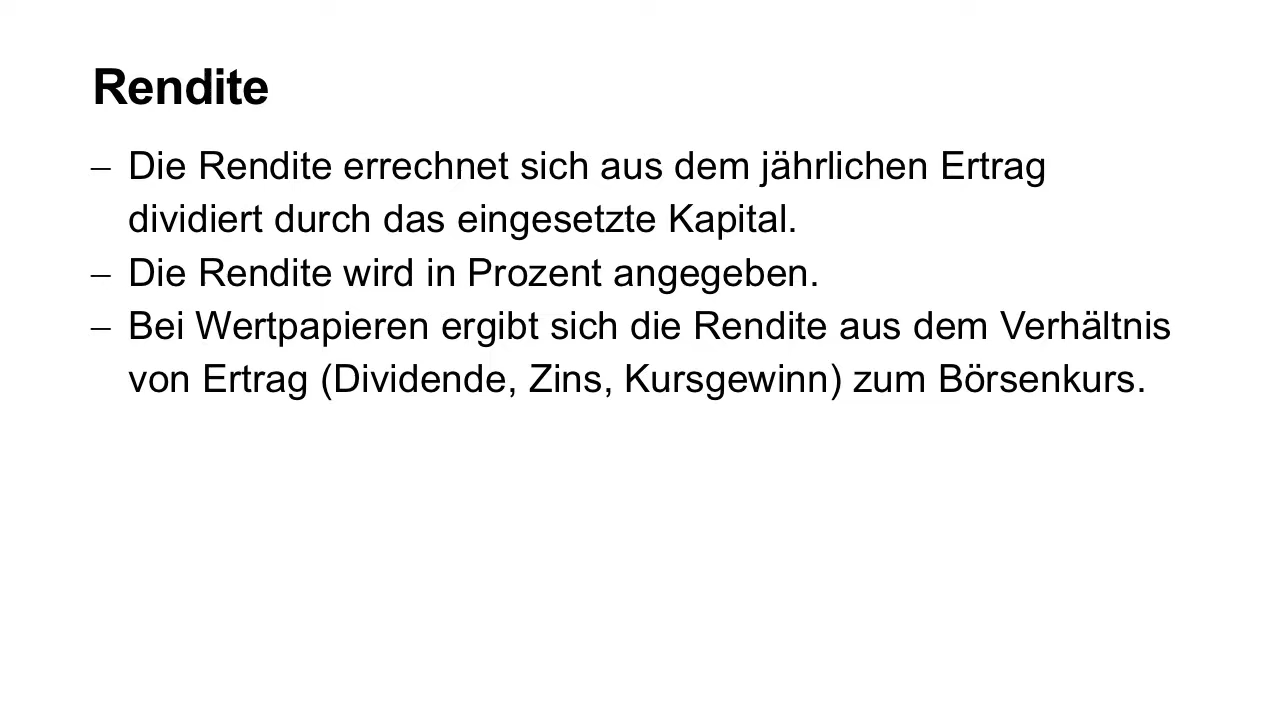 Rendite
– Die Rendite errechnet sich aus dem jährlichen Ertrag
dividiert durch das eingesetzte Kapital.
– Die Rendite wird in Prozent angegeben.
– Bei Wertpapieren ergibt sich die Rendite aus dem Verhältnis
von Ertrag (Dividende, Zins, Kursgewinn) zum Börsenkurs.